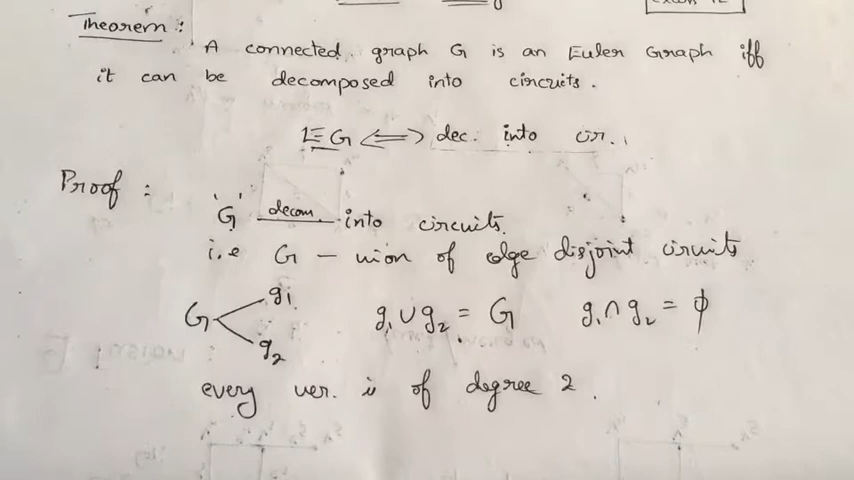 Theorem :
A connected graph G is an Euler Graph iff
it can be decomposed into circuits.
E G ⟺ dec. into cir.
Proof :
'G' decom. into circuits.
i.e G — union of edge disjoint circuits
G g1 g2 g1 ∪ g2 = G g1 ∩ g2 = ϕ
every ver. is of degree 2.